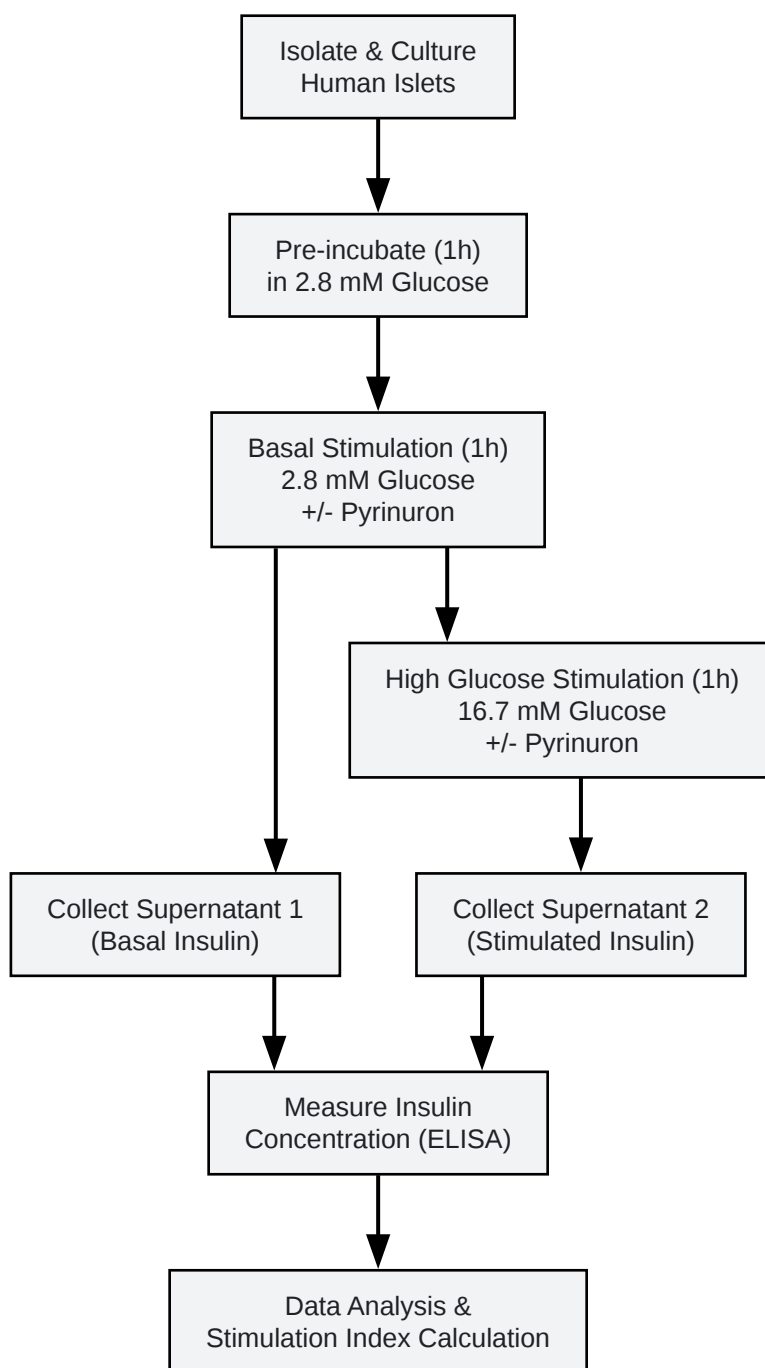 Isolate & Culture
Human Islets
Pre-incubate (1h)
in 2.8 mM Glucose
Basal Stimulation (1h)
2.8 mM Glucose
+/- Pyrinuron
High Glucose Stimulation (1h)
16.7 mM Glucose
+/- Pyrinuron
Collect Supernatant 1
(Basal Insulin)
Collect Supernatant 2
(Stimulated Insulin)
Measure Insulin
Concentration (ELISA)
Data Analysis &
Stimulation Index Calculation